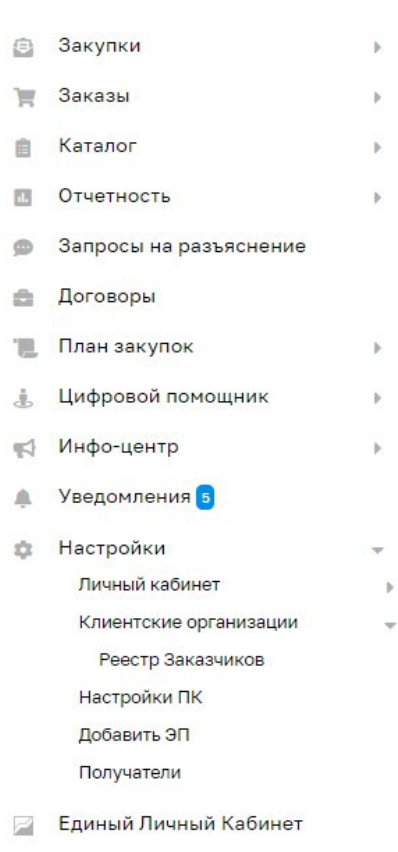 Закупки
Заказы
Каталог
Отчетность
Запросы на разъяснение
Договоры
План закупок
Цифровой помощник
Инфо-центр
Уведомления 5
Настройки
Личный кабинет
Клиентские организации
Реестр Заказчиков
Настройки ПК
Добавить ЭП
Получатели
Единый Личный Кабинет